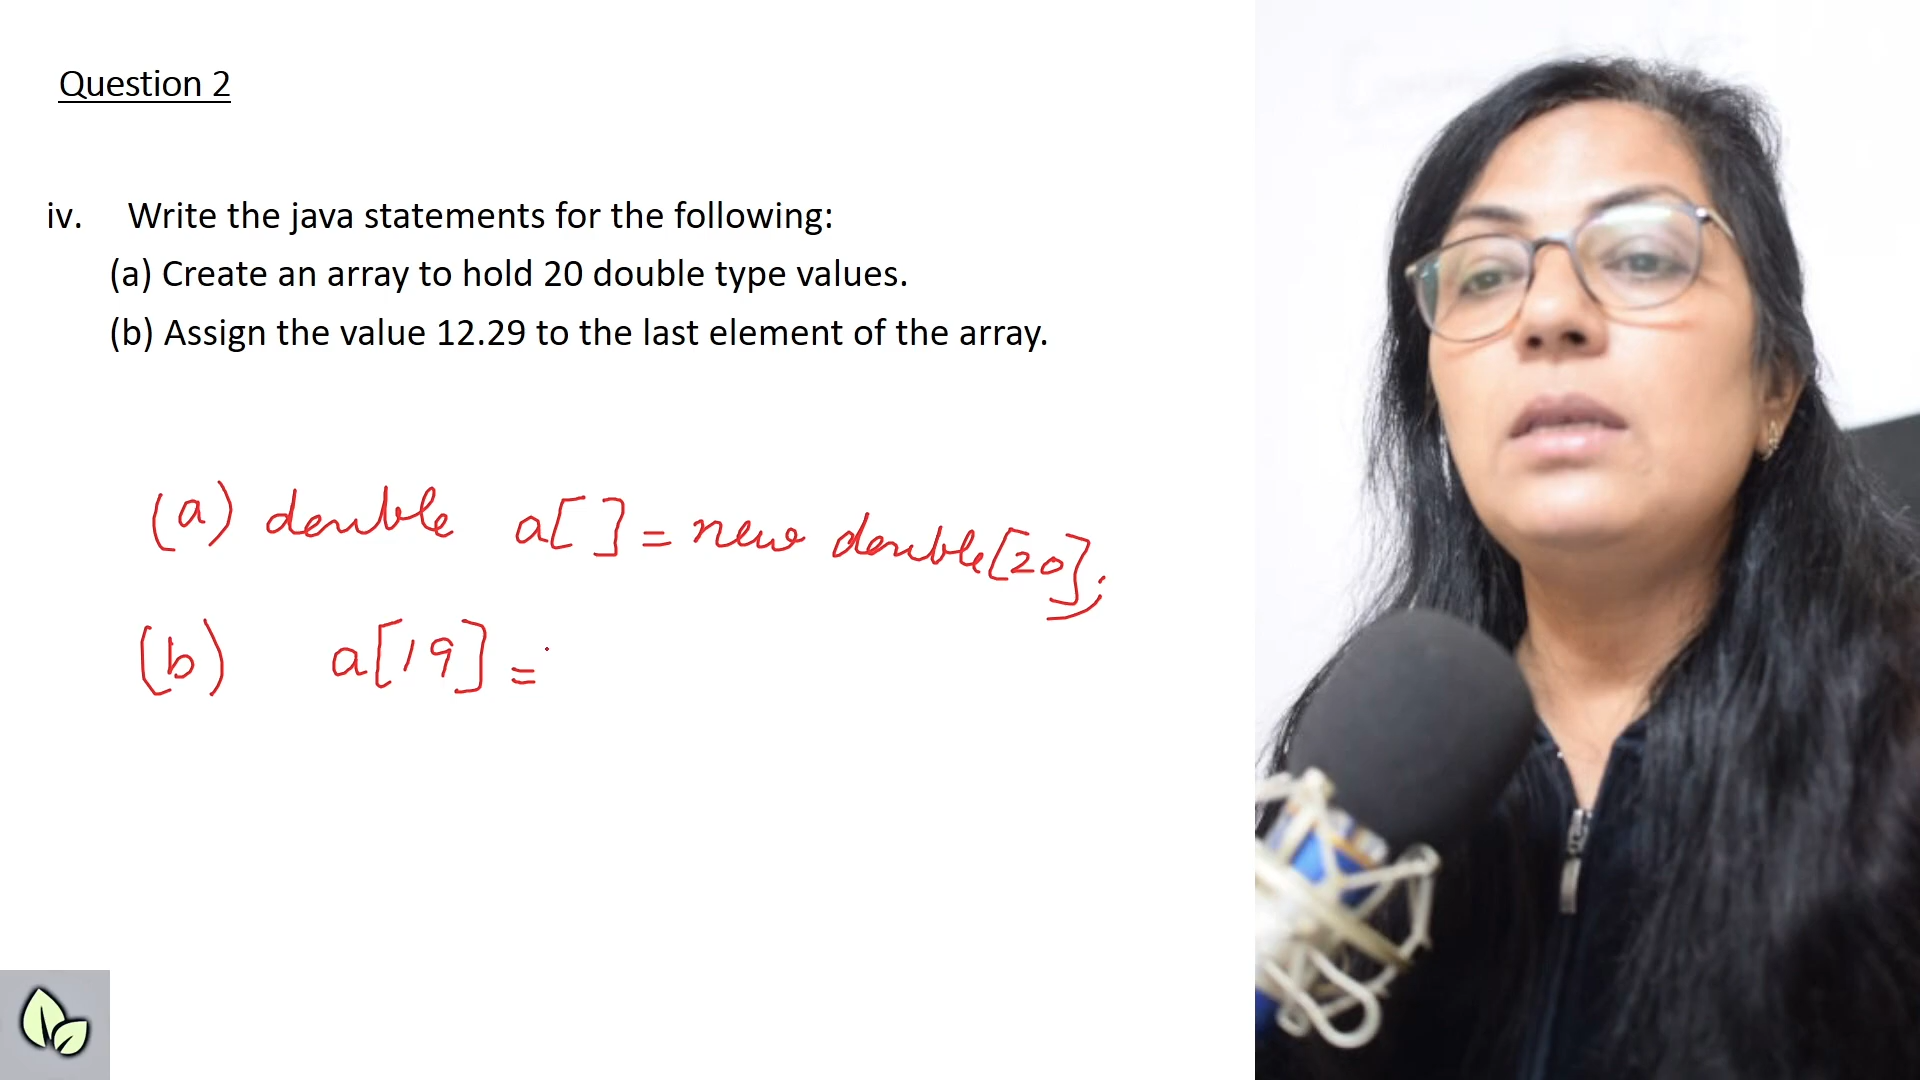 Question 2
iv. Write the java statements for the following:
(a) Create an array to hold 20 double type values.
(b) Assign the value 12.29 to the last element of the array.
(a) double a[ ] = new double[20];
(b) a[19] =